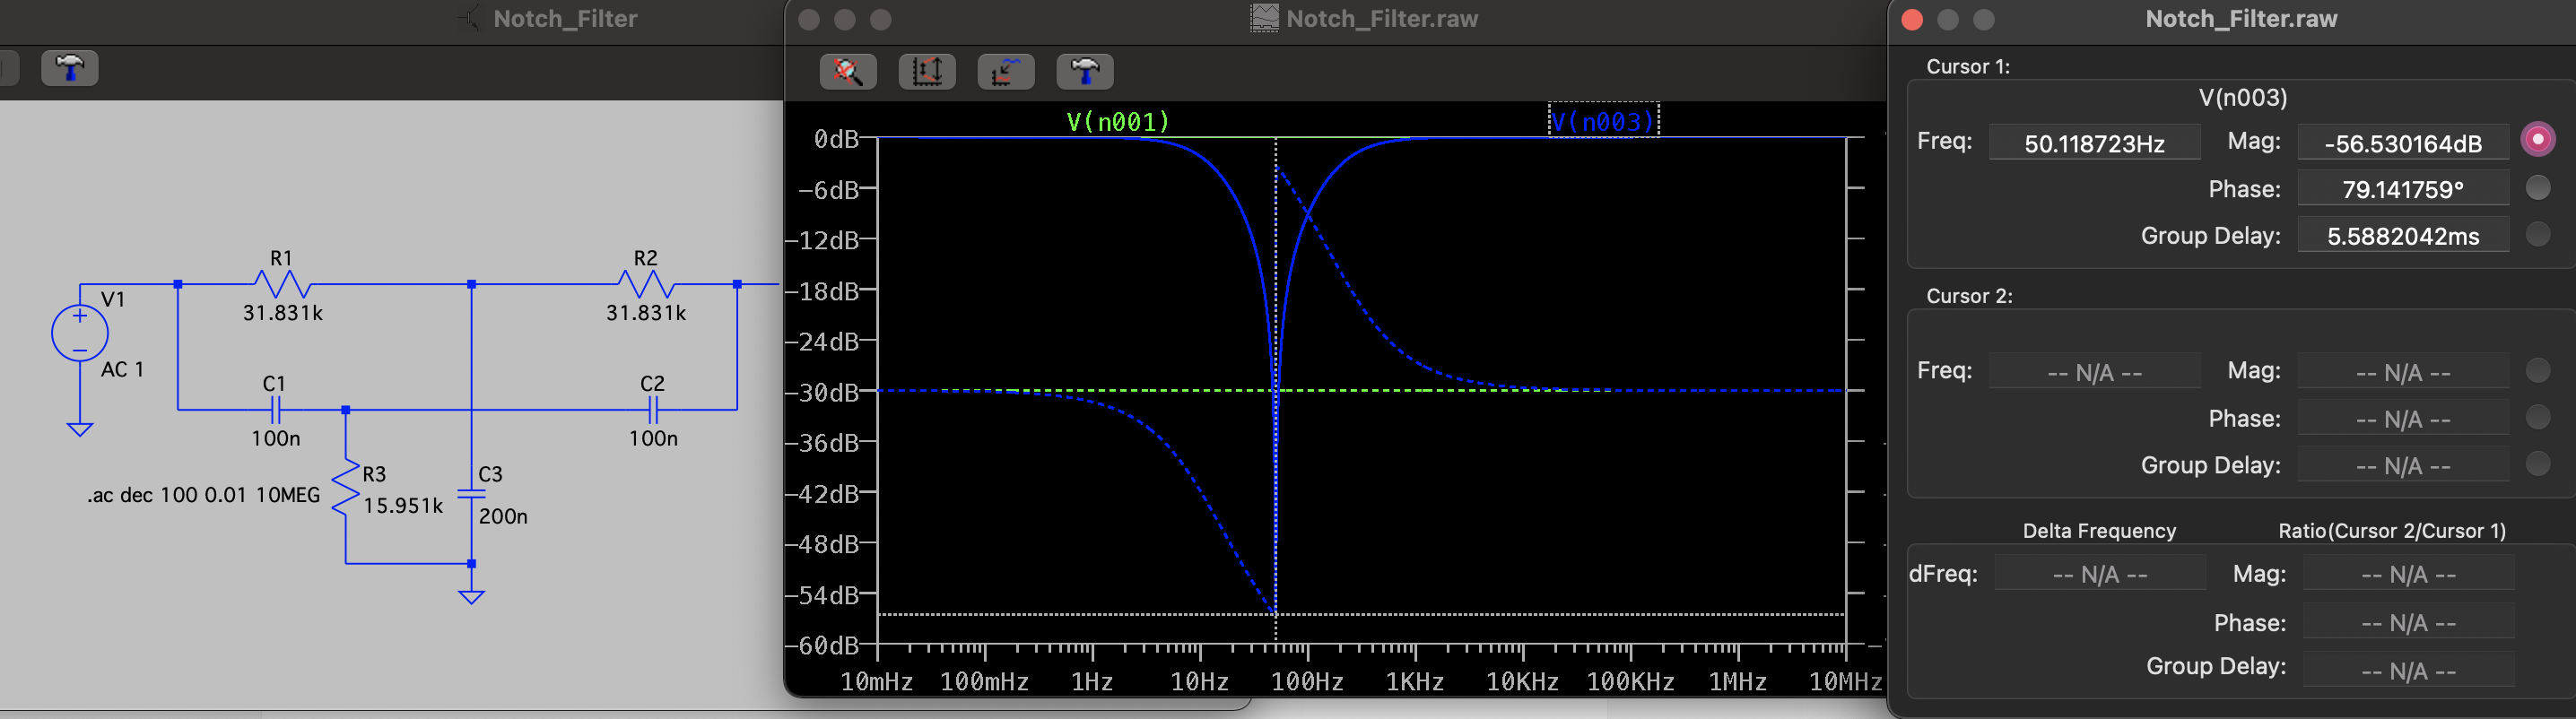 Notch_Filter
R1
31.831k
R2
31.831k
V1
AC 1
C1
100n
C2
100n
R3
15.951k
C3
200n
.ac dec 100 0.01 10MEG
Notch_Filter.raw
V(n001)
V(n003)
0dB
-6dB
-12dB
-18dB
-24dB
-30dB
-36dB
-42dB
-48dB
-54dB
-60dB
10mHz 100mHz 1Hz 10Hz 100Hz 1KHz 10KHz 100KHz 1MHz 10MHz
Notch_Filter.raw
Cursor 1:
V(n003)
Freq: 50.118723Hz Mag: -56.530164dB
Phase: 79.141759°
Group Delay: 5.5882042ms
Cursor 2:
Freq: -- N/A -- Mag: -- N/A --
Phase: -- N/A --
Group Delay: -- N/A --
Delta Frequency Ratio(Cursor 2/Cursor 1)
dFreq: -- N/A -- Mag: -- N/A --
Phase: -- N/A --
Group Delay: -- N/A --